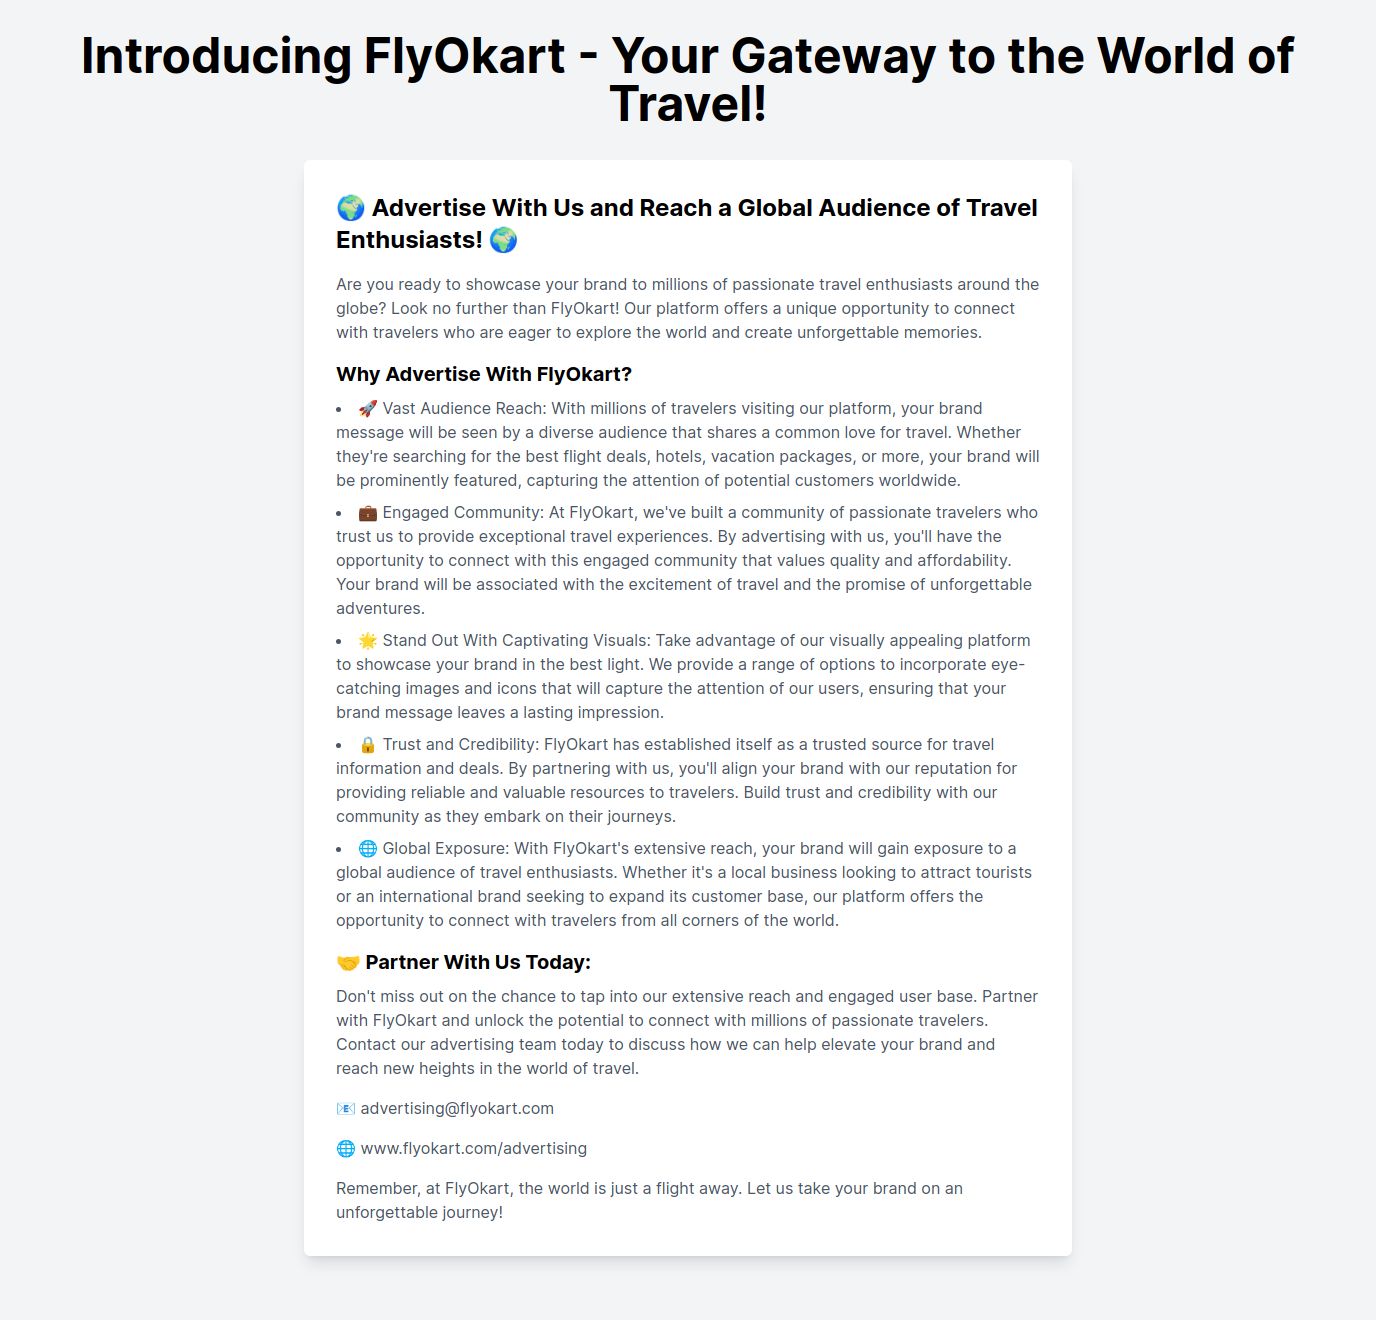 Introducing FlyOkart - Your Gateway to the World of
Travel!
🌍 Advertise With Us and Reach a Global Audience of Travel
Enthusiasts! 🌍
Are you ready to showcase your brand to millions of passionate travel enthusiasts around the
globe? Look no further than FlyOkart! Our platform offers a unique opportunity to connect
with travelers who are eager to explore the world and create unforgettable memories.
Why Advertise With FlyOkart?
• 🚀 Vast Audience Reach: With millions of travelers visiting our platform, your brand
message will be seen by a diverse audience that shares a common love for travel. Whether
they're searching for the best flight deals, hotels, vacation packages, or more, your brand will
be prominently featured, capturing the attention of potential customers worldwide.
• 💼 Engaged Community: At FlyOkart, we've built a community of passionate travelers who
trust us to provide exceptional travel experiences. By advertising with us, you'll have the
opportunity to connect with this engaged community that values quality and affordability.
Your brand will be associated with the excitement of travel and the promise of unforgettable
adventures.
• 🌟 Stand Out With Captivating Visuals: Take advantage of our visually appealing platform
to showcase your brand in the best light. We provide a range of options to incorporate eye-
catching images and icons that will capture the attention of our users, ensuring that your
brand message leaves a lasting impression.
• 🔒 Trust and Credibility: FlyOkart has established itself as a trusted source for travel
information and deals. By partnering with us, you'll align your brand with our reputation for
providing reliable and valuable resources to travelers. Build trust and credibility with our
community as they embark on their journeys.
• 🌐 Global Exposure: With FlyOkart's extensive reach, your brand will gain exposure to a
global audience of travel enthusiasts. Whether it's a local business looking to attract tourists
or an international brand seeking to expand its customer base, our platform offers the
opportunity to connect with travelers from all corners of the world.
🤝 Partner With Us Today:
Don't miss out on the chance to tap into our extensive reach and engaged user base. Partner
with FlyOkart and unlock the potential to connect with millions of passionate travelers.
Contact our advertising team today to discuss how we can help elevate your brand and
reach new heights in the world of travel.
📧 advertising@flyokart.com
🌐 www.flyokart.com/advertising
Remember, at FlyOkart, the world is just a flight away. Let us take your brand on an
unforgettable journey!